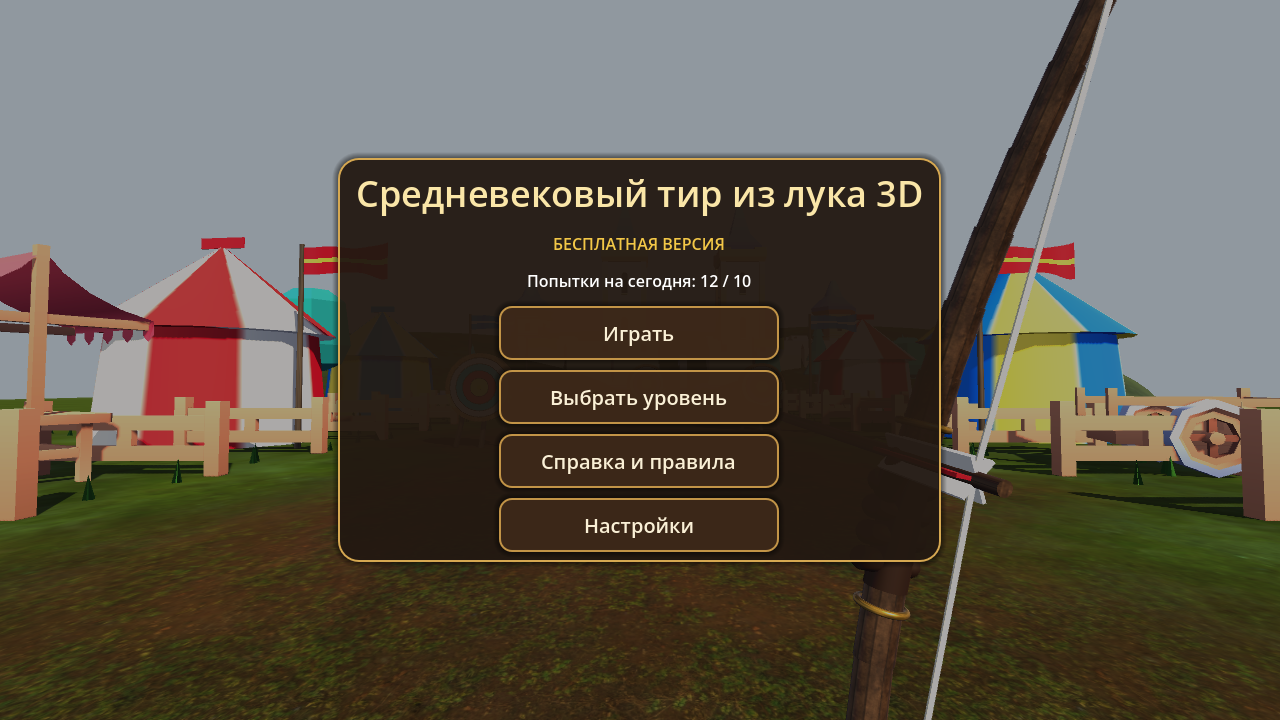 Средневековый тир из лука 3D
БЕСПЛАТНАЯ ВЕРСИЯ
Попытки на сегодня: 12 / 10
Играть
Выбрать уровень
Справка и правила
Настройки